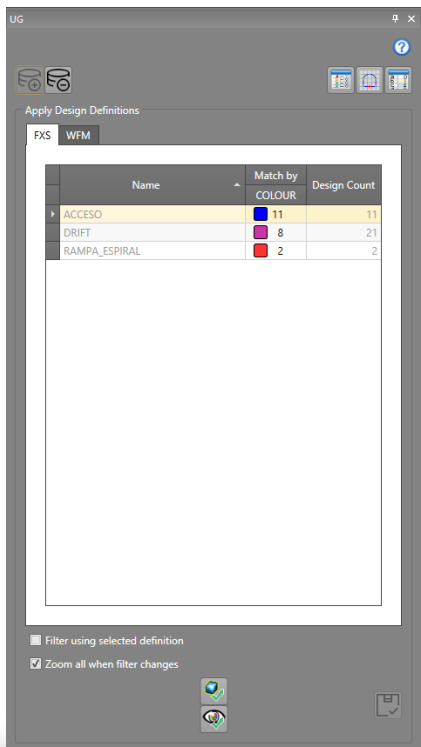 UG
Apply Design Definitions
FXS WFM
Name Match by Design Count
COLOUR
ACCESO 11 11
DRIFT 8 21
RAMPA_ESPIRAL 2 2
Filter using selected definition
Zoom all when filter changes